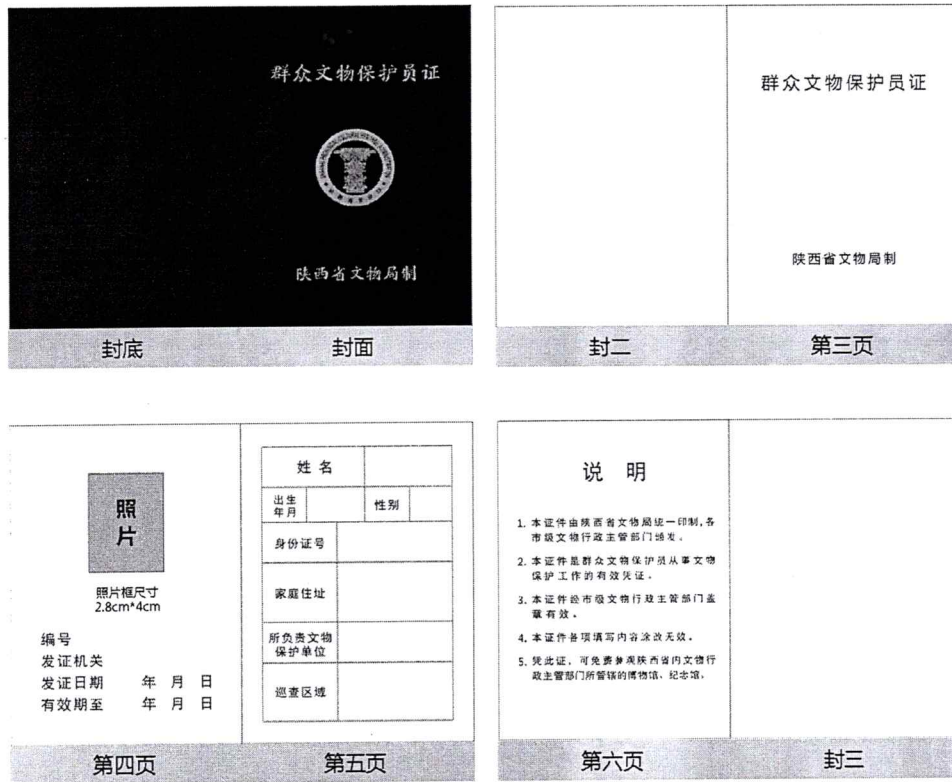 群众文物保护员证
陕西省文物局制
封底
封面
群众文物保护员证
陕西省文物局制
封二
第三页
照
片
照片框尺寸
2.8cm*4cm
编号
发证机关
发证日期 年 月 日
有效期至 年 月 日
第四页
姓 名
出生
年月
性别
身份证号
家庭住址
所负责文物
保护单位
巡查区域
第五页
说 明
1. 本证件由陕西省文物局统一印制,各
市级文物行政主管部门颁发。
2. 本证件是群众文物保护员从事文物
保护工作的有效凭证。
3. 本证件经市级文物行政主管部门盖
章有效。
4. 本证件各项填写内容涂改无效。
5. 凭此证,可免费参观陕西省内文物行
政主管部门所管辖的博物馆、纪念馆。
第六页
封三